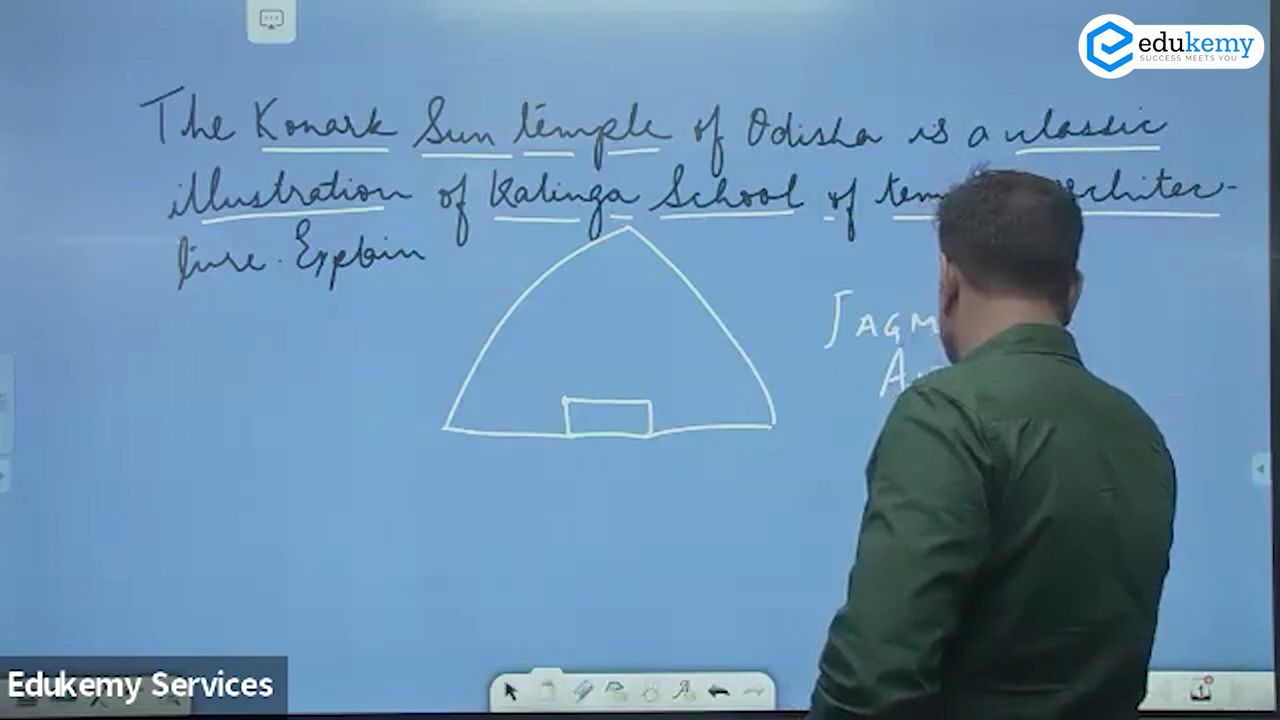 edukemy
SUCCESS MEETS YOU
The Konark Sun temple of Odisha is a classic
illustration of Kalinga School of
ture. Explain
JAGM
Edukemy Services